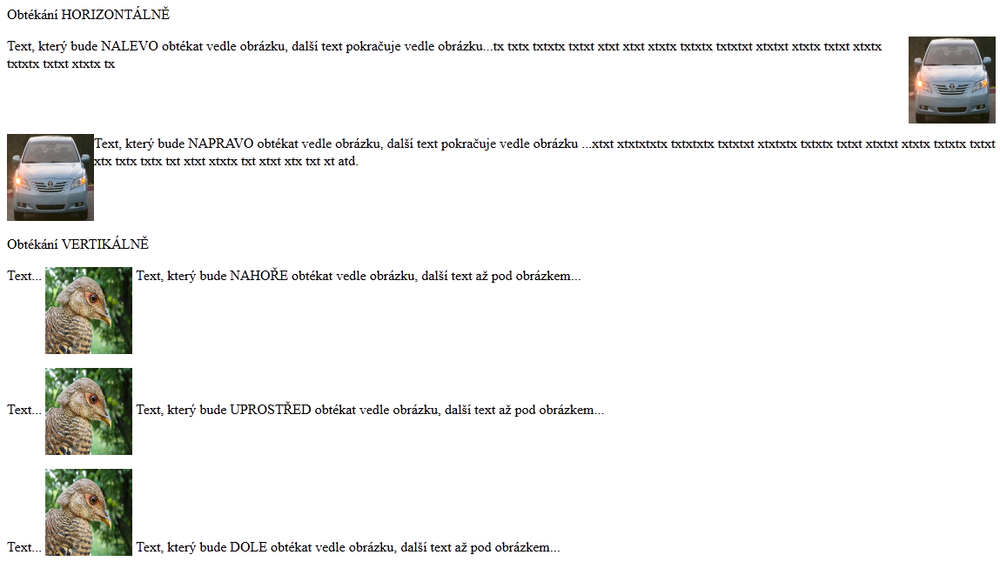 Obtékání HORIZONTÁLNĚ
Text, který bude NALEVO obtékat vedle obrázku, další text pokračuje vedle obrázku...tx txtx txtxtx txtxt xtxt xtxt xtxtx txtxtx txtxtxt xtxtxt xtxtx txtxt xtxtx
txtxtx txtxt xtxtx tx
Text, který bude NAPRAVO obtékat vedle obrázku, další text pokračuje vedle obrázku ...xtxt xtxtxtxtx txtxtxtx txtxtxt xtxtxtx txtxtx txtxt xtxtxt xtxtx txtxtx txtxt
xtx txtx txtx txt xtxt xtxtx txt xtxt xtx txt xt atd.
Obtékání VERTIKÁLNĚ
Text... Text, který bude NAHOŘE obtékat vedle obrázku, další text až pod obrázkem...
Text... Text, který bude UPROSTŘED obtékat vedle obrázku, další text až pod obrázkem...
Text... Text, který bude DOLE obtékat vedle obrázku, další text až pod obrázkem...